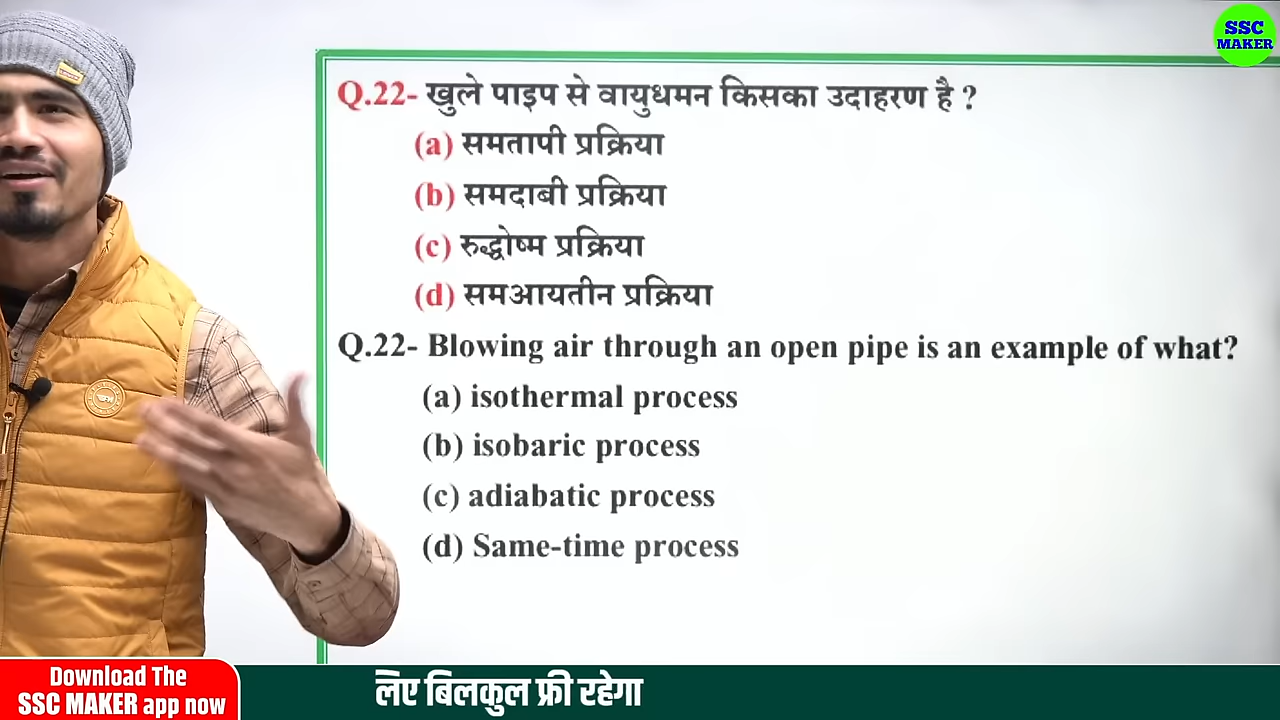 SSC
MAKER
Q.22- खुले पाइप से वायुधमन किसका उदाहरण है ?
(a) समतापी प्रक्रिया
(b) समदाबी प्रक्रिया
(c) रुद्धोष्म प्रक्रिया
(d) समआयतीन प्रक्रिया
Q.22- Blowing air through an open pipe is an example of what?
(a) isothermal process
(b) isobaric process
(c) adiabatic process
(d) Same-time process
Download The
SSC MAKER app now
लिए बिलकुल फ्री रहेगा